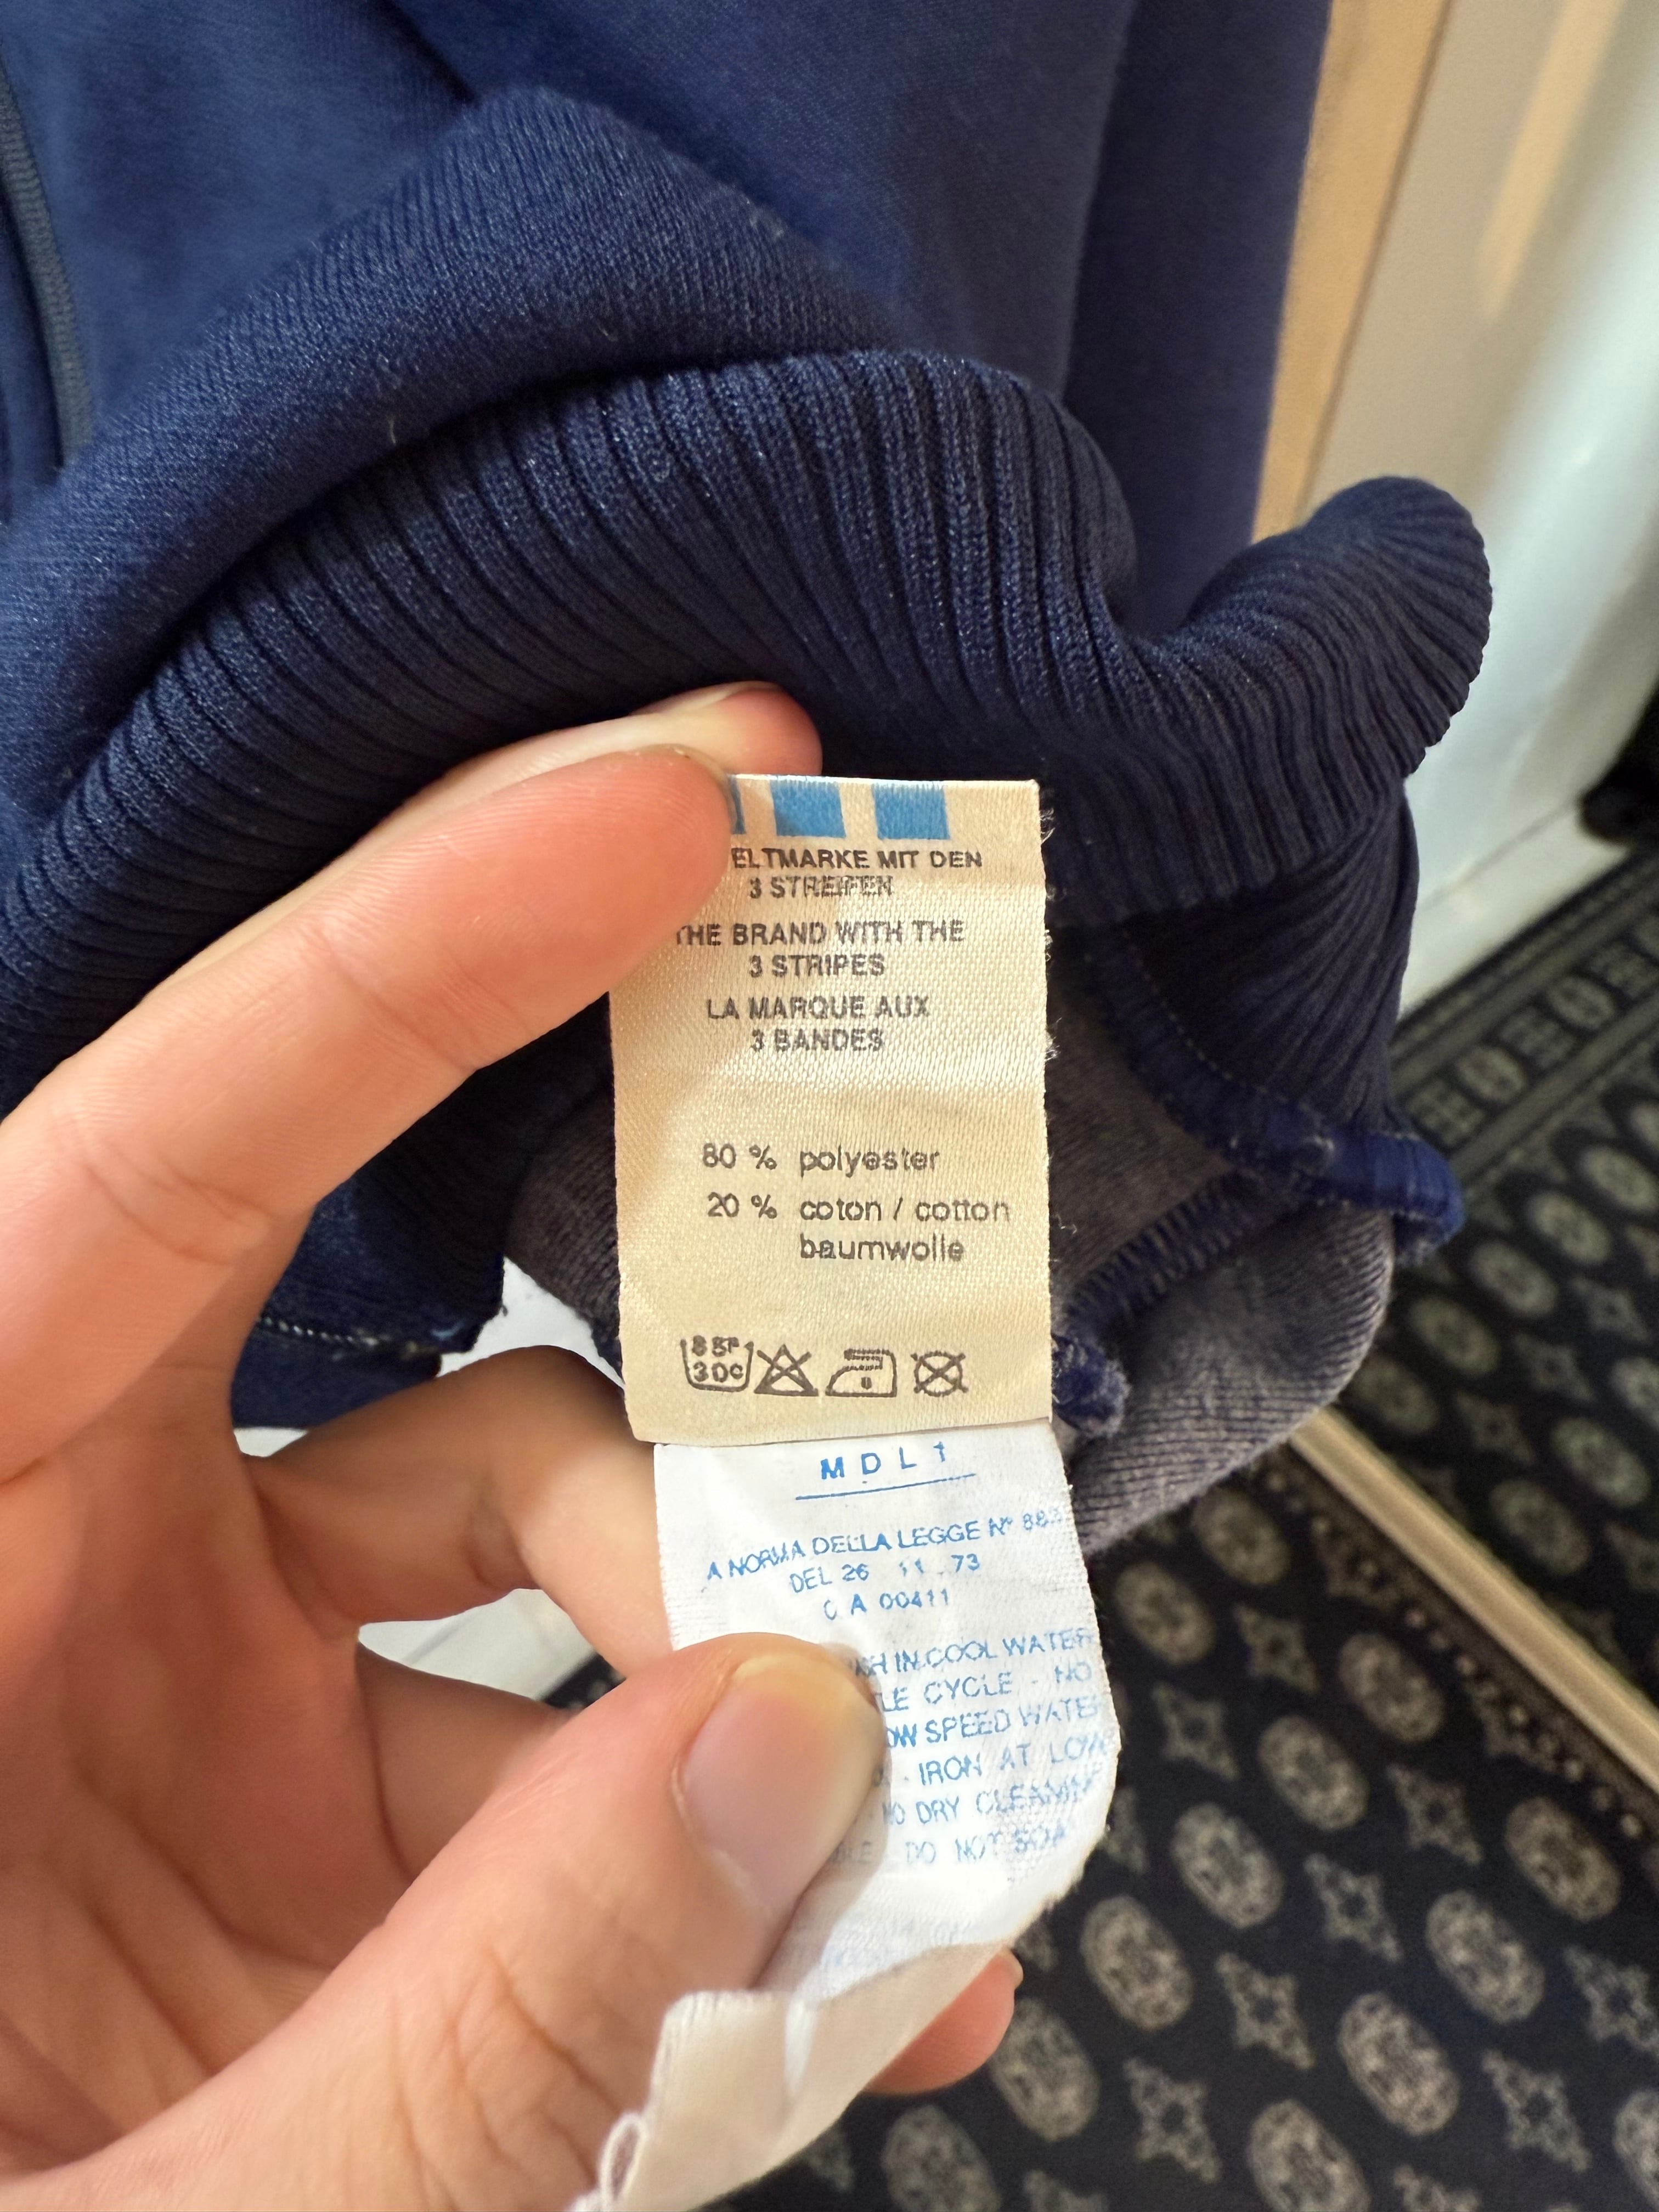 ELTMARKE MIT DEN
3 STREIFEN
THE BRAND WITH THE
3 STRIPES
LA MARQUE AUX
3 BANDES
80 % polyester
20 % coton / cotton
baumwolle
30C
M D L 1
A NORMA DELLA LEGGE N° 883
DEL 26 11 73
C A 00411
IN COOL WATER
CYCLE - NO
SPEED WATER
- IRON AT LOW
NO DRY CLEANING
DO NOT